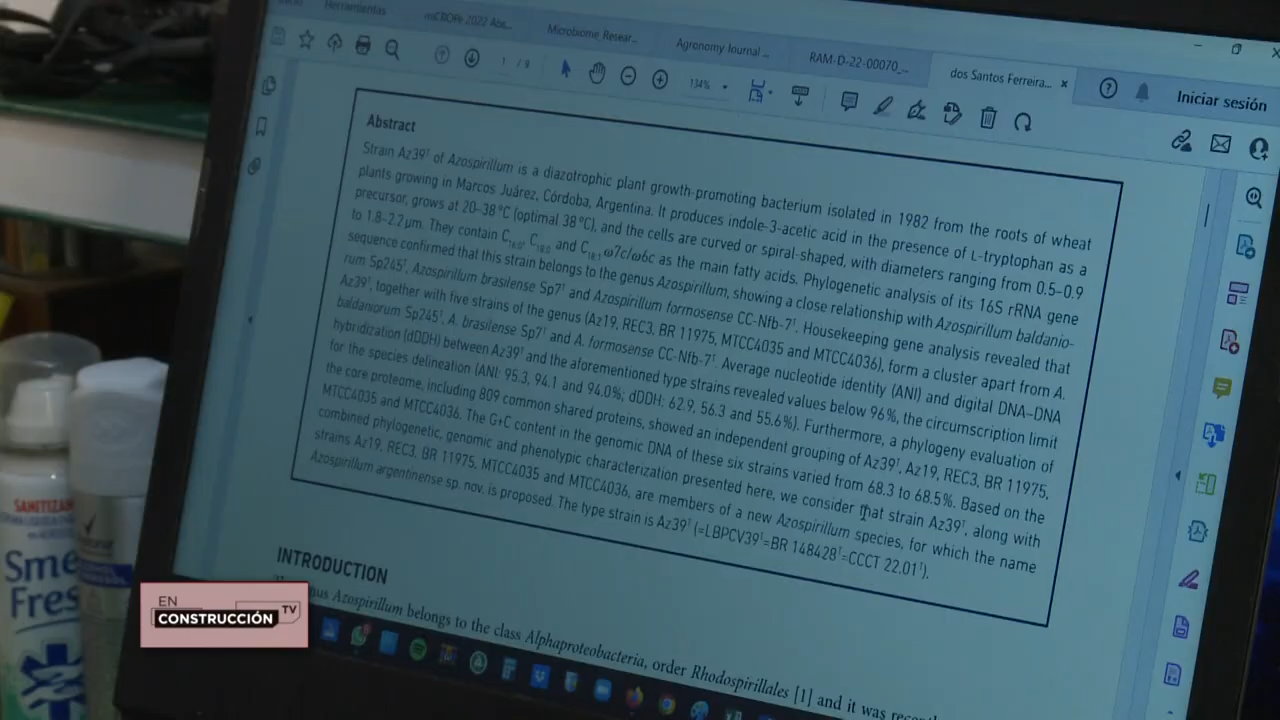 Herramientas
mCROPe 2022 Abs...
Microbiome Resear...
Agronomy Journal ...
RAM-D-22-00070_...
dos Santos Ferreira...
1 / 9
134%
Iniciar sesión
Abstract
Strain Az39ᵀ of Azospirillum is a diazotrophic plant growth-promoting bacterium isolated in 1982 from the roots of wheat
plants growing in Marcos Juárez, Córdoba, Argentina. It produces indole-3-acetic acid in the presence of L-tryptophan as a
precursor, grows at 20–38 °C (optimal 38 °C), and the cells are curved or spiral-shaped, with diameters ranging from 0.5–0.9
to 1.8–2.2 µm. They contain C16:0, C18:0 and C18:1 ω7c/ω6c as the main fatty acids. Phylogenetic analysis of its 16S rRNA gene
sequence confirmed that this strain belongs to the genus Azospirillum, showing a close relationship with Azospirillum baldanio-
rum Sp245ᵀ, Azospirillum brasilense Sp7ᵀ and Azospirillum formosense CC-Nfb-7ᵀ. Housekeeping gene analysis revealed that
Az39ᵀ, together with five strains of the genus (Az19, REC3, BR 11975, MTCC4035 and MTCC4036), form a cluster apart from A.
baldaniorum Sp245ᵀ, A. brasilense Sp7ᵀ and A. formosense CC-Nfb-7ᵀ. Average nucleotide identity (ANI) and digital DNA–DNA
hybridization (dDDH) between Az39ᵀ and the aforementioned type strains revealed values below 96%, the circumscription limit
for the species delineation (ANI: 95.3, 94.1 and 94.0%; dDDH: 62.9, 56.3 and 55.6%). Furthermore, a phylogeny evaluation of
the core proteome, including 809 common shared proteins, showed an independent grouping of Az39ᵀ, Az19, REC3, BR 11975,
MTCC4035 and MTCC4036. The G+C content in the genomic DNA of these six strains varied from 68.3 to 68.5%. Based on the
combined phylogenetic, genomic and phenotypic characterization presented here, we consider that strain Az39ᵀ, along with
strains Az19, REC3, BR 11975, MTCC4035 and MTCC4036, are members of a new Azospirillum species, for which the name
Azospirillum argentinense sp. nov. is proposed. The type strain is Az39ᵀ (=LBPCV39ᵀ=BR 148428ᵀ=CCCT 22.01ᵀ).
INTRODUCTION
Azospirillum belongs to the class Alphaproteobacteria, order Rhodospirillales [1] and it was
EN
CONSTRUCCIÓN TV